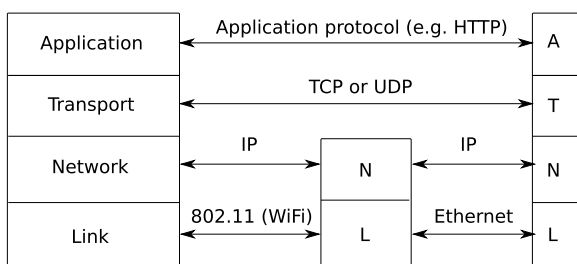 Application
Application protocol (e.g. HTTP)
A
Transport
TCP or UDP
T
Network
IP
N
IP
N
Link
802.11 (WiFi)
L
Ethernet
L